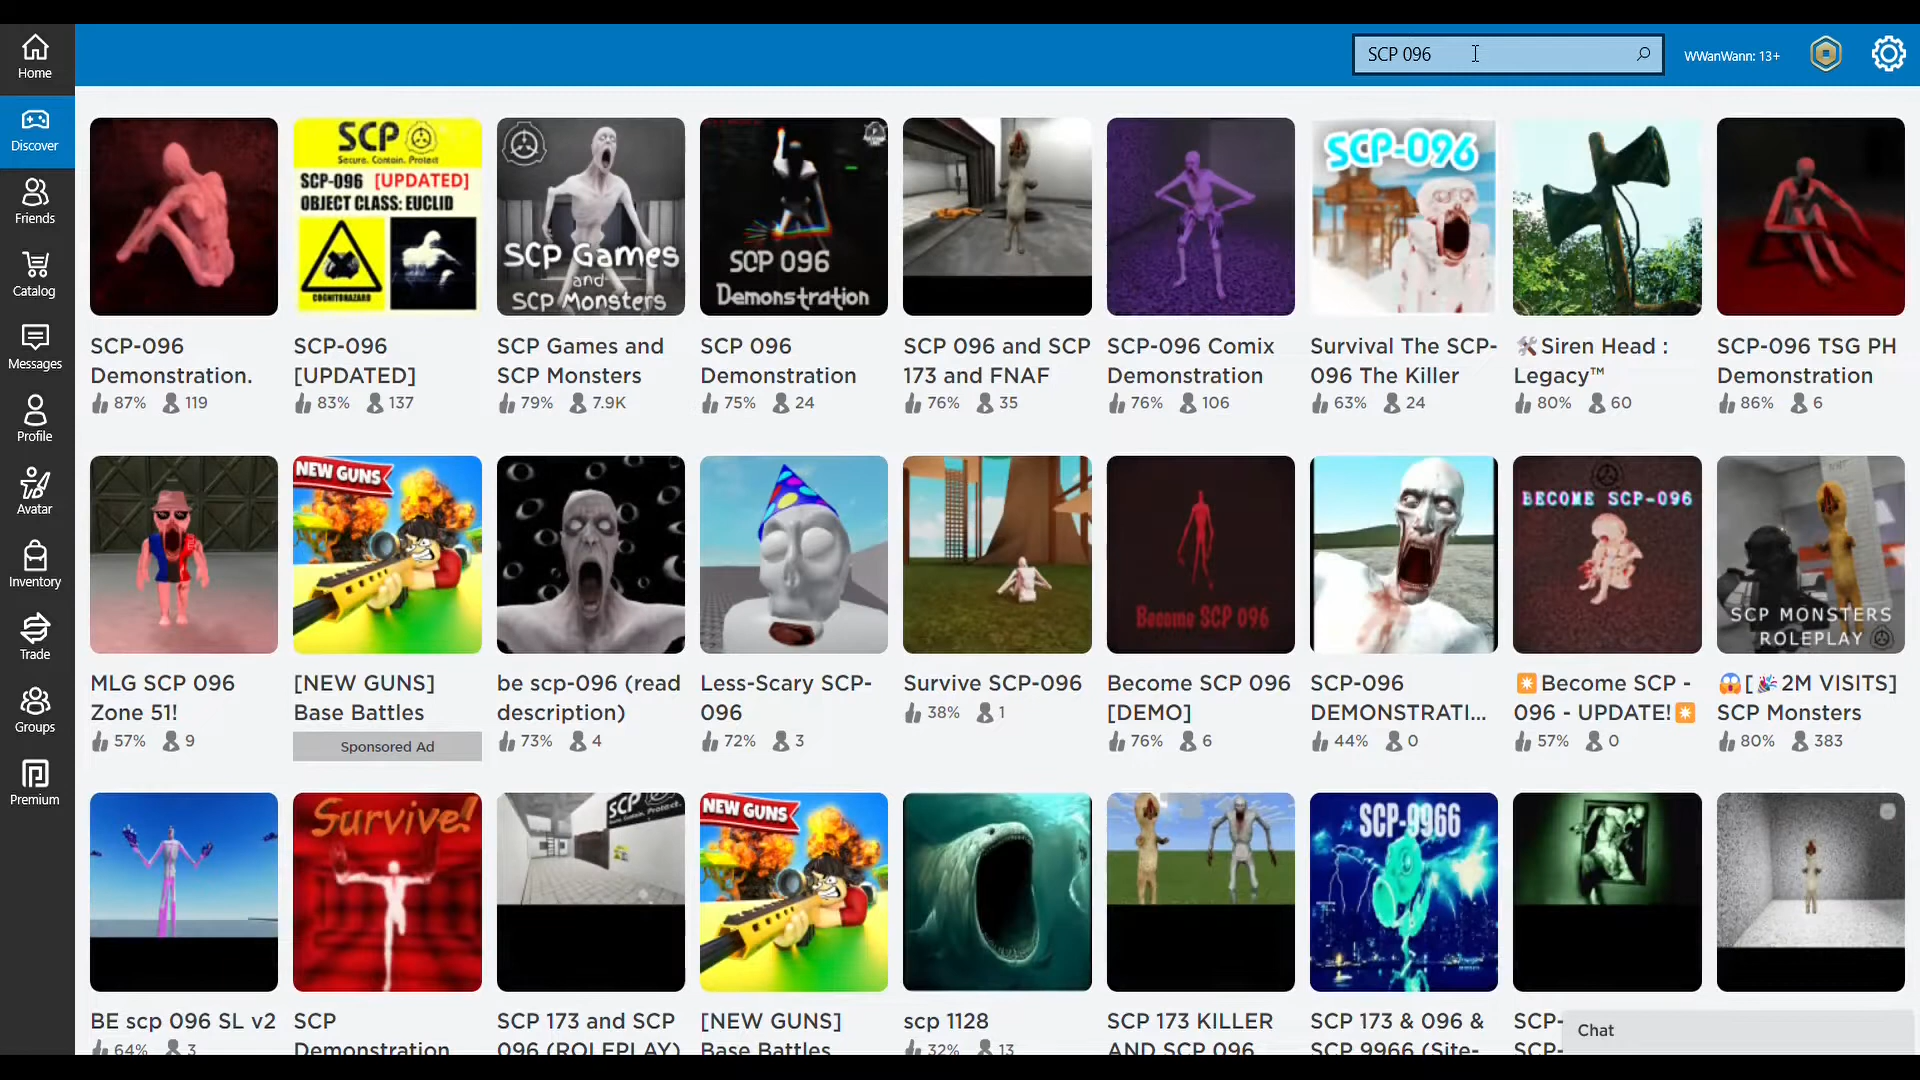 Home
SCP 096
WWanWann: 13+
Discover
Friends
Catalog
Messages
Profile
Avatar
Inventory
Trade
Groups
Premium
SCP
Secure. Contain. Protect
SCP-096 [UPDATED]
OBJECT CLASS: EUCLID
COGNITOHAZARD
SCP Games
and
SCP Monsters
SCP 096
Demonstration
SCP-096
SCP-096
Demonstration.
87% 119
SCP-096
[UPDATED]
83% 137
SCP Games and
SCP Monsters
79% 7.9K
SCP 096
Demonstration
75% 24
SCP 096 and SCP
173 and FNAF
76% 35
SCP-096 Comix
Demonstration
76% 106
Survival The SCP-
096 The Killer
63% 24
🛠️Siren Head :
Legacy™
80% 60
SCP-096 TSG PH
Demonstration
86% 6
NEW GUNS
Become SCP 096
BECOME SCP-096
SCP MONSTERS
ROLEPLAY
MLG SCP 096
Zone 51!
57% 9
[NEW GUNS]
Base Battles
Sponsored Ad
be scp-096 (read
description)
73% 4
Less-Scary SCP-
096
72% 3
Survive SCP-096
38% 1
Become SCP 096
[DEMO]
76% 6
SCP-096
DEMONSTRATI...
44% 0
💥Become SCP -
096 - UPDATE!💥
57% 0
😱[🎉2M VISITS]
SCP Monsters
80% 383
Survive!
SCP
NEW GUNS
SCP-9966
BE scp 096 SL v2
64% 3
SCP
Demonstration
SCP 173 and SCP
096 (ROLEPLAY)
[NEW GUNS]
Base Battles
scp 1128
32% 13
SCP 173 KILLER
AND SCP 096
SCP 173 & 096 &
SCP 9966 (Site-
SCP-
SCP-
Chat